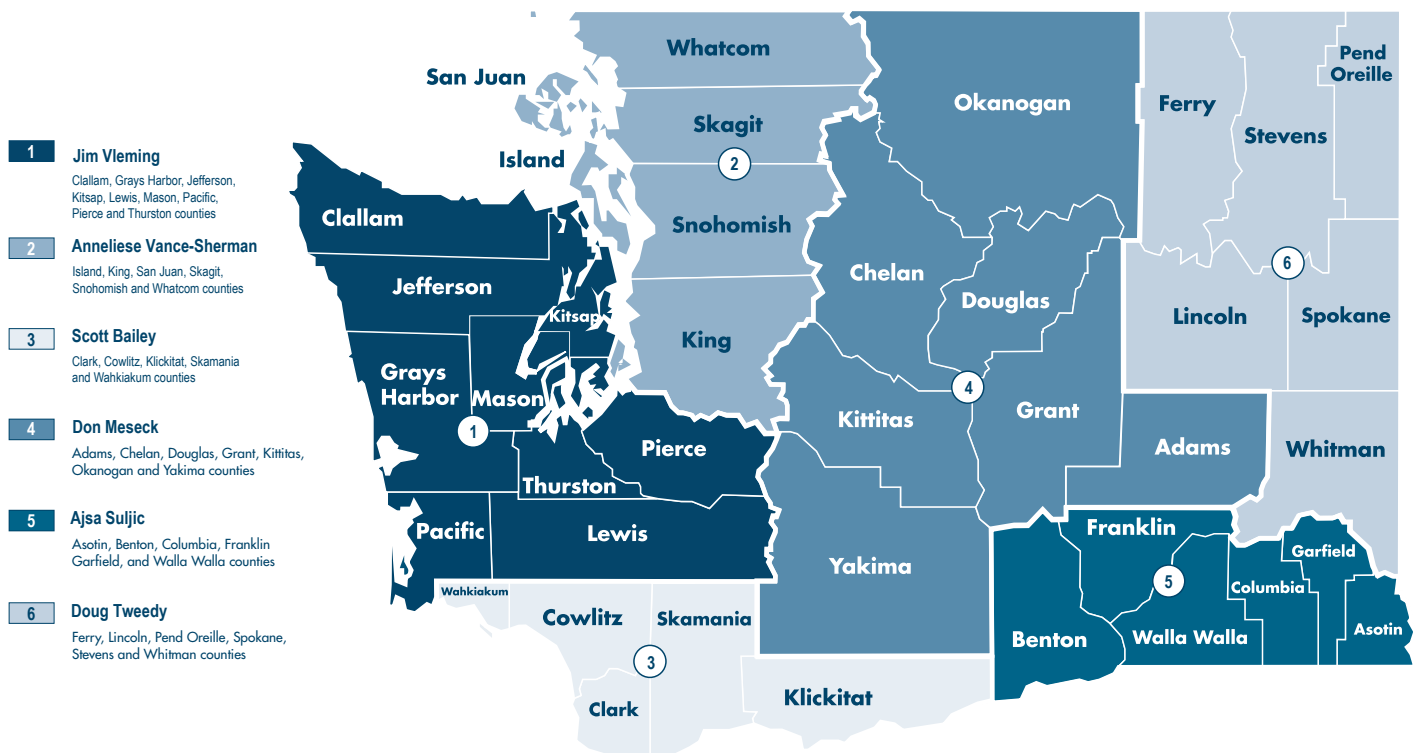 1
Jim Vleming
Clallam, Grays Harbor, Jefferson,
Kitsap, Lewis, Mason, Pacific,
Pierce and Thurston counties
2
Anneliese Vance-Sherman
Island, King, San Juan, Skagit,
Snohomish and Whatcom counties
3
Scott Bailey
Clark, Cowlitz, Klickitat, Skamania
and Wahkiakum counties
4
Don Meseck
Adams, Chelan, Douglas, Grant, Kittitas,
Okanogan and Yakima counties
5
Ajsa Suljic
Asotin, Benton, Columbia, Franklin
Garfield, and Walla Walla counties
6
Doug Tweedy
Ferry, Lincoln, Pend Oreille, Spokane,
Stevens and Whitman counties
Whatcom
San Juan
Skagit
Island
2
Snohomish
King
Clallam
Jefferson
Kitsap
Grays
Harbor
Mason
1
Pierce
Thurston
Pacific
Lewis
Wahkiakum
Cowlitz
Skamania
3
Clark
Klickitat
Okanogan
Chelan
Douglas
4
Kittitas
Grant
Adams
Yakima
Ferry
Stevens
Pend
Oreille
6
Lincoln
Spokane
Whitman
Franklin
5
Benton
Walla Walla
Columbia
Garfield
Asotin